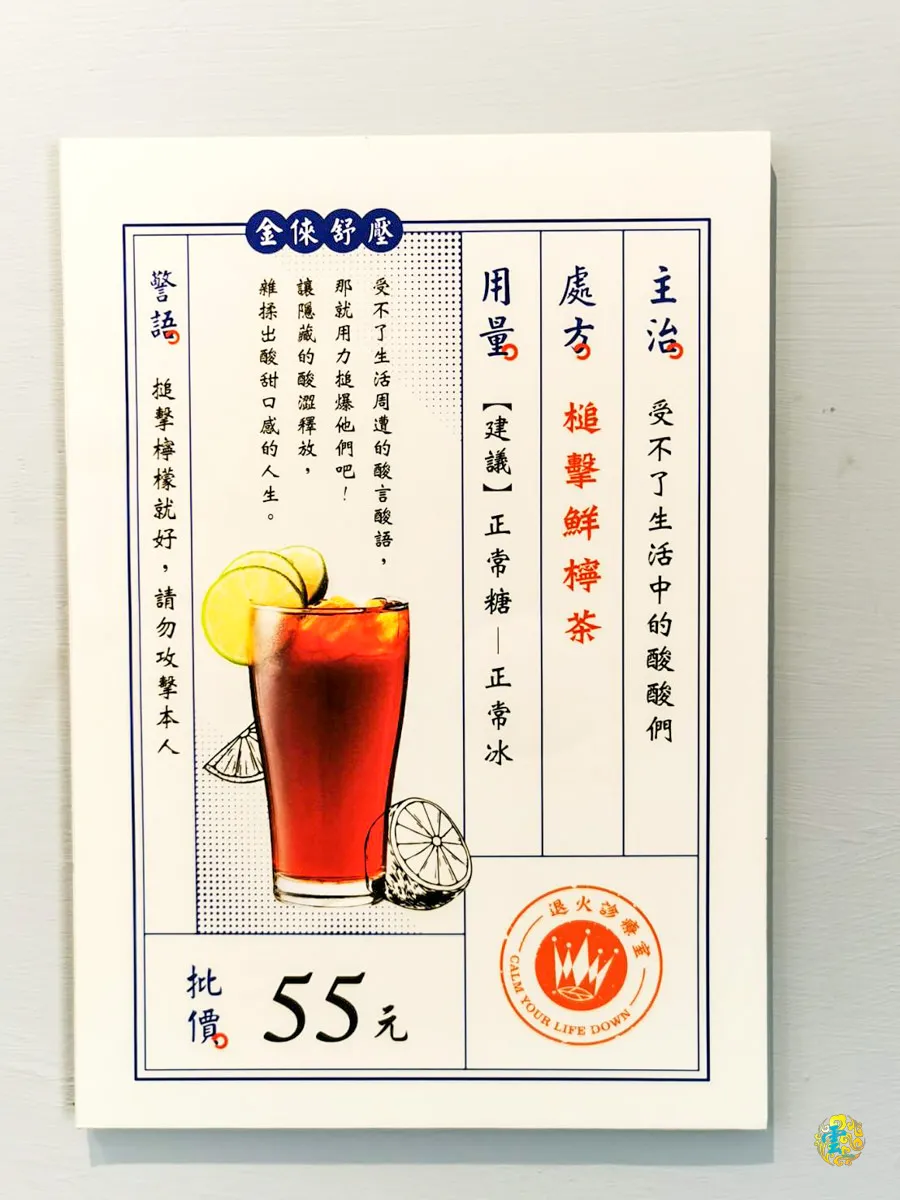 金倈舒壓
主治
受不了生活中的酸酸們
處方
槌擊鮮檸茶
用量
【建議】正常糖—正常冰
受不了生活周遭的酸言酸語，
那就用力搥爆他們吧！
讓隱藏的酸澀釋放，
雜揉出酸甜口感的人生。
警語
搥擊檸檬就好，請勿攻擊本人
批價
55元
退火診療室
CALM YOUR LIFE DOWN
雲